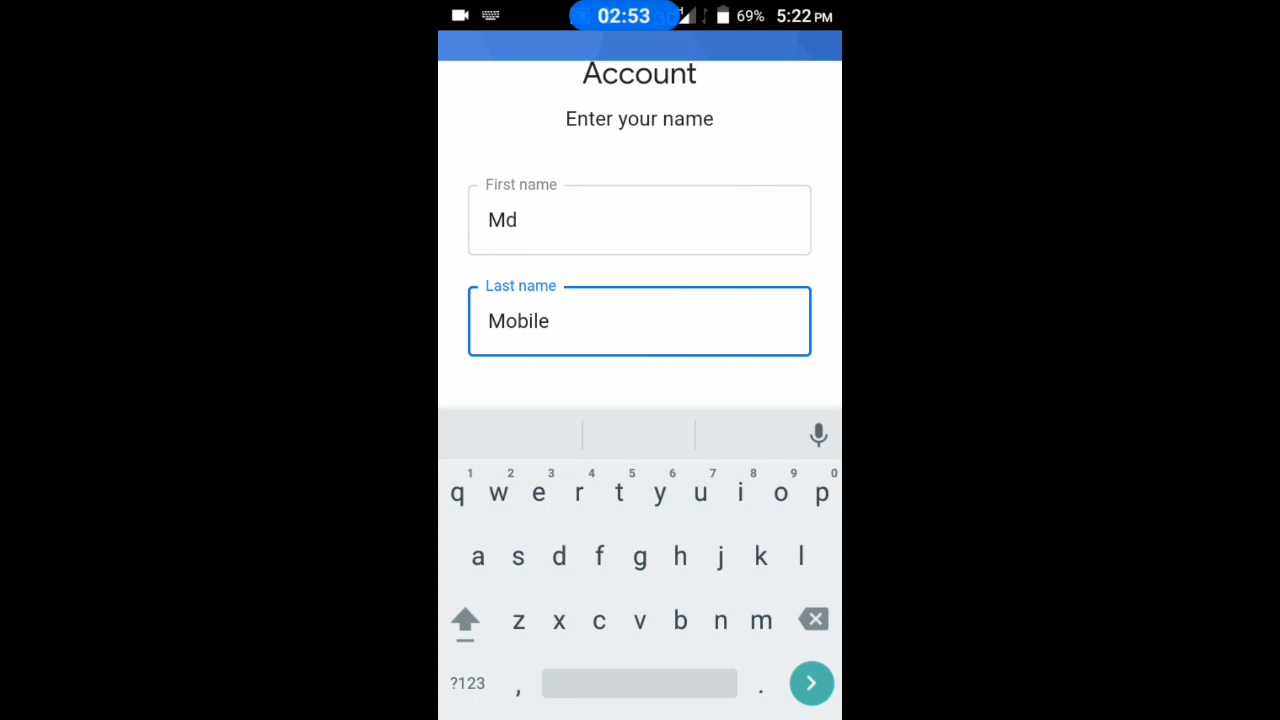 02:53 69% 5:22 PM
Account
Enter your name
First name
Md
Last name
Mobile
1 2 3 4 5 6 7 8 9 0
q w e r t y u i o p
a s d f g h j k l
z x c v b n m
?123 , .